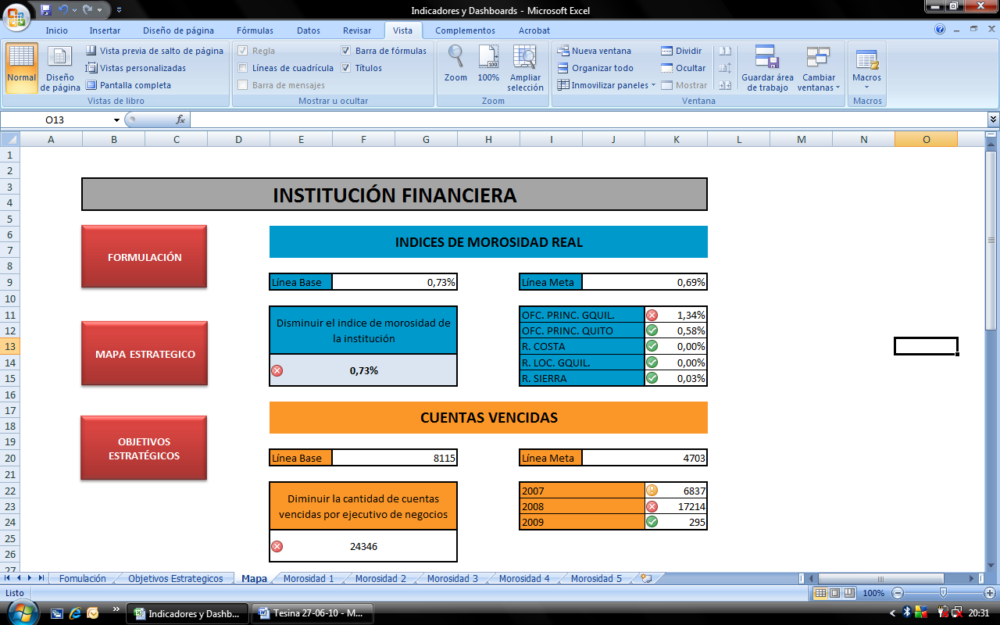 Indicadores y Dashboards - Microsoft Excel
Inicio Insertar Diseño de página Fórmulas Datos Revisar Vista Complementos Acrobat
Normal
Diseño de página
Vista previa de salto de página
Vistas personalizadas
Pantalla completa
Vistas de libro
Regla
Líneas de cuadrícula
Barra de mensajes
Barra de fórmulas
Títulos
Mostrar u ocultar
Zoom
100%
Ampliar selección
Zoom
Nueva ventana
Organizar todo
Inmovilizar paneles
Dividir
Ocultar
Mostrar
Guardar área de trabajo
Cambiar ventanas
Ventana
Macros
Macros
O13
fx
A B C D E F G H I J K L M N O
1
2
3
4
5
6
7
8
9
10
11
12
13
14
15
16
17
18
19
20
21
22
23
24
25
26
27
INSTITUCIÓN FINANCIERA
FORMULACIÓN
MAPA ESTRATEGICO
OBJETIVOS
ESTRATÉGICOS
INDICES DE MOROSIDAD REAL
Línea Base 0,73%
Línea Meta 0,69%
Disminuir el indice de morosidad de
la institución
0,73%
OFC. PRINC. GQUIL. 1,34%
OFC. PRINC. QUITO 0,58%
R. COSTA 0,00%
R. LOC. GQUIL. 0,00%
R. SIERRA 0,03%
CUENTAS VENCIDAS
Línea Base 8115
Línea Meta 4703
Diminuir la cantidad de cuentas
vencidas por ejecutivo de negocios
24346
2007 6837
2008 17214
2009 295
Fomulación Objetivos Estrategicos Mapa Morosidad 1 Morosidad 2 Morosidad 3 Morosidad 4 Morosidad 5
Listo
100%
Indicadores y Dashb...
Tesina 27-06-10 - M...
20:31